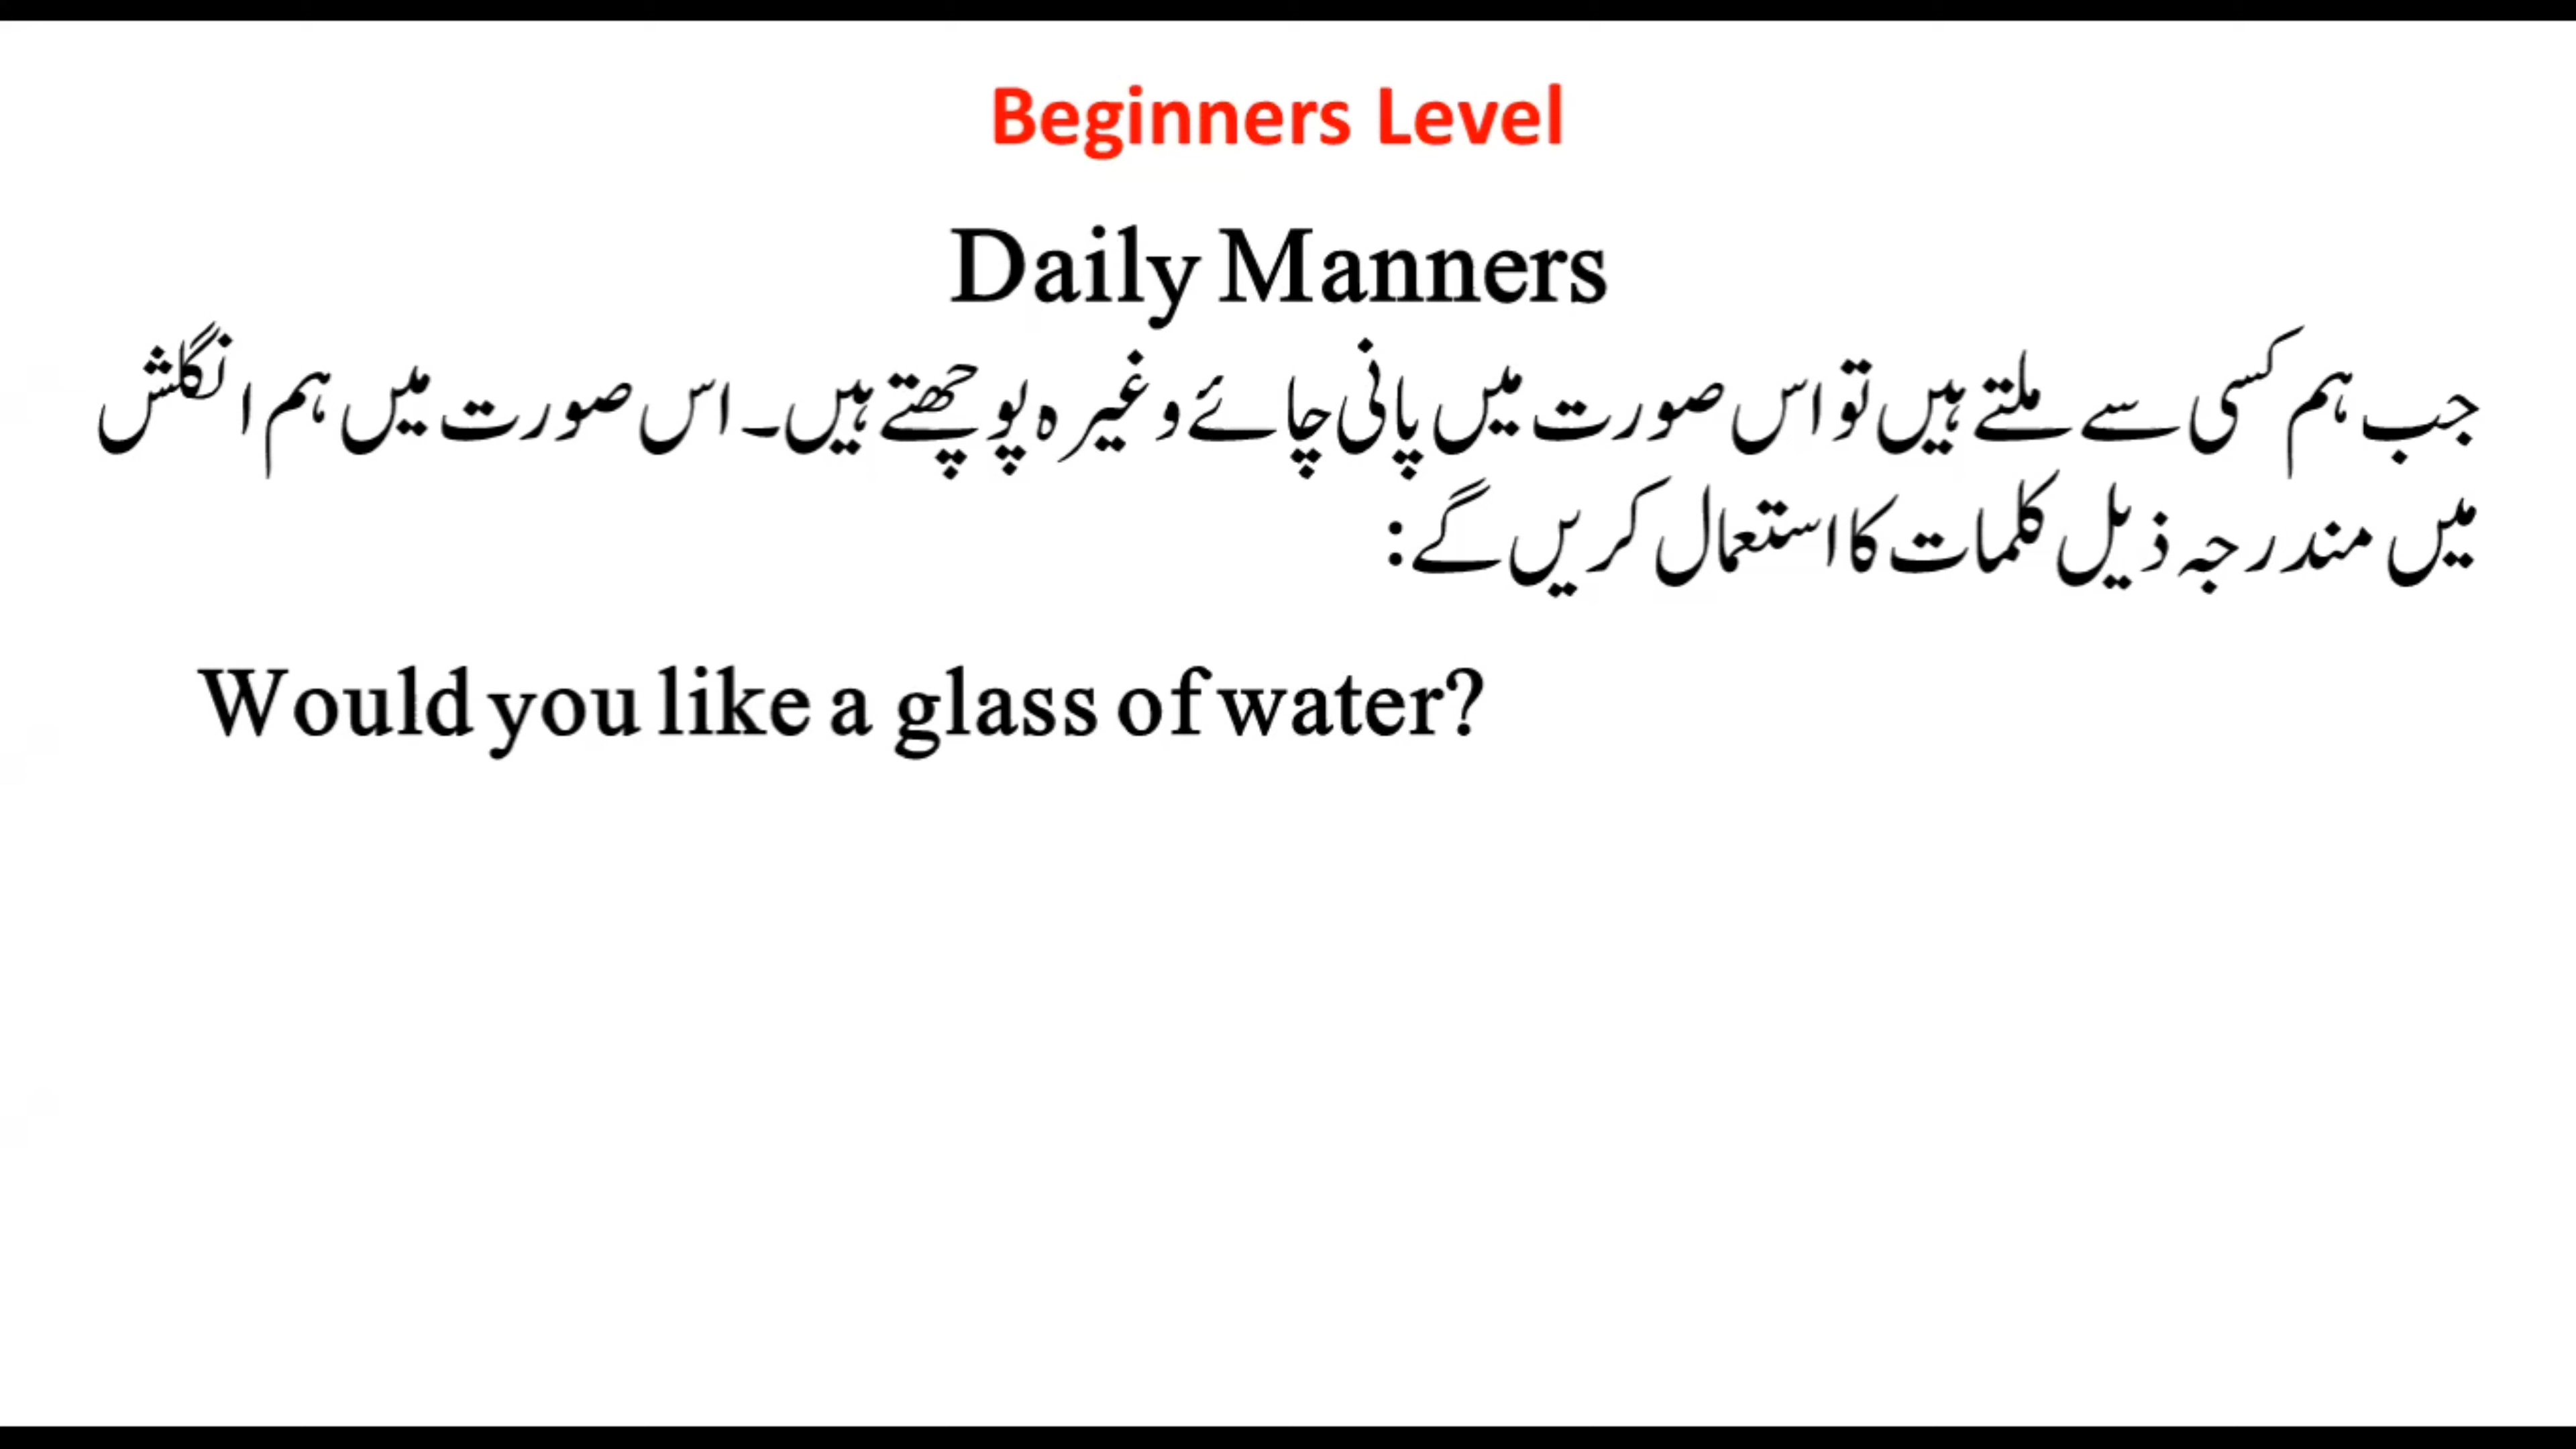 Beginners Level
Daily Manners
جب ہم کسی سے ملتے ہیں تو اس صورت میں پانی چائے وغیرہ پوچھتے ہیں۔ اس صورت میں ہم انگلش
میں مندرجہ ذیل کلمات کا استعمال کریں گے:
Would you like a glass of water?